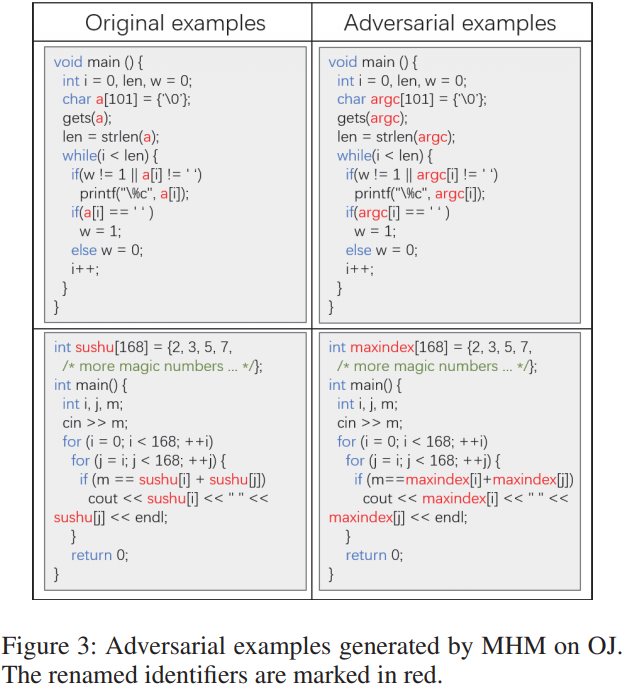 Original examples
Adversarial examples
void main () {
int i = 0, len, w = 0;
char a[101] = {'\0'};
gets(a);
len = strlen(a);
while(i < len) {
if(w != 1 || a[i] != ' ')
printf("\%c", a[i]);
if(a[i] == ' ' )
w = 1;
else w = 0;
i++;
}
}
void main () {
int i = 0, len, w = 0;
char argc[101] = {'\0'};
gets(argc);
len = strlen(argc);
while(i < len) {
if(w != 1 || argc[i] != ' ')
printf("\%c", argc[i]);
if(argc[i] == ' ' )
w = 1;
else w = 0;
i++;
}
}
int sushu[168] = {2, 3, 5, 7,
/* more magic numbers ... */};
int main() {
int i, j, m;
cin >> m;
for (i = 0; i < 168; ++i)
for (j = i; j < 168; ++j) {
if (m == sushu[i] + sushu[j])
cout << sushu[i] << " " <<
sushu[j] << endl;
}
return 0;
}
int maxindex[168] = {2, 3, 5, 7,
/* more magic numbers ... */};
int main() {
int i, j, m;
cin >> m;
for (i = 0; i < 168; ++i)
for (j = i; j < 168; ++j) {
if (m==maxindex[i]+maxindex[j])
cout << maxindex[i] << " " <<
maxindex[j] << endl;
}
return 0;
}
Figure 3: Adversarial examples generated by MHM on OJ.
The renamed identifiers are marked in red.